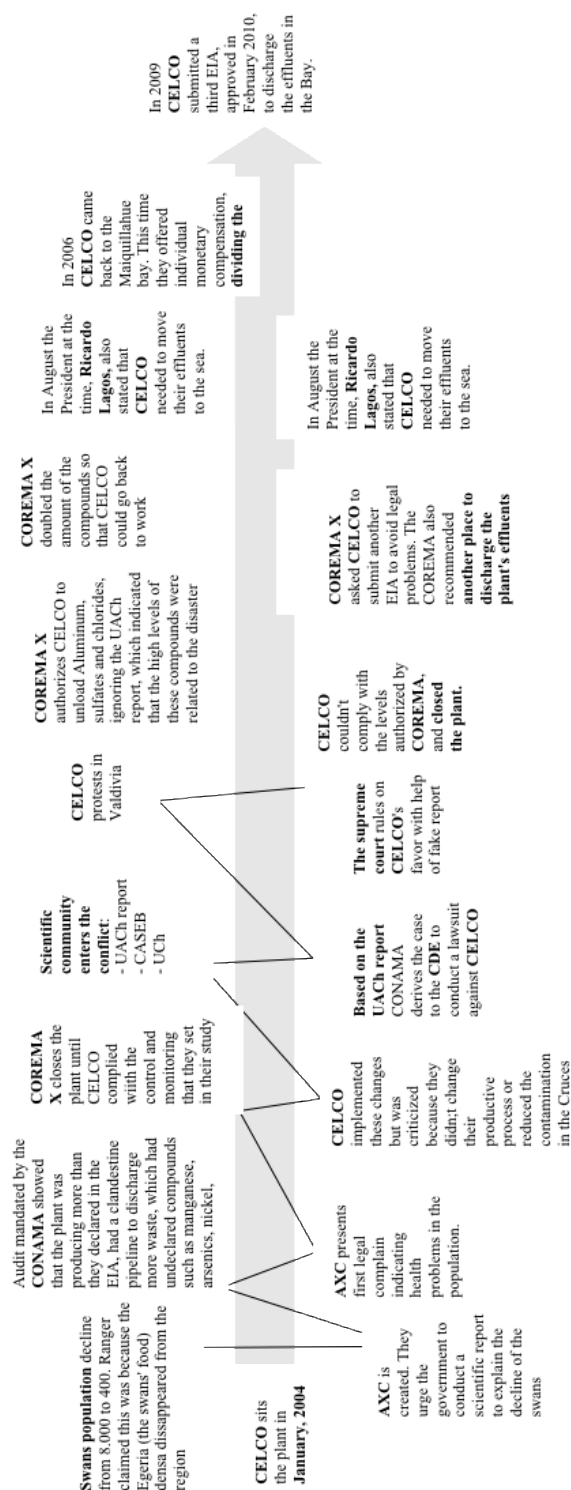 Swans population decline
from 8.000 to 400. Ranger
claimed this was because the
Egeria (the swans' food)
densa dissappeared from the
region
Audit mandated by the
CONAMA showed
that the plant was
producing more than
they declared in the
EIA, had a clandestine
pipeline to discharge
more waste, which had
undeclared compounds
such as manganese,
arsemics, nickel,
COREMA
X closes the
plant until
CELCO
complied
wiith the
control and
monitoring
that they set
in their study
Scientific
community
enters the
conflict:
- UACh report
- CASEB
- UCh
CELCO
protests in
Valdivia
COREMA X
authorizes CELCO to
unload Aluminum,
sulfates and chlorides,
ignoring the UACh
report, which indicated
that the high levels of
these compounds were
related to the disaster
COREMA X
doubled the
amount of the
compounds so
that CELCO
could go back
to work
In August the
President at the
time, Ricardo
Lagos, also
stated that
CELCO
needed to move
their effluents
to the sea.
In 2006
CELCO came
back to the
Maiquillahue
bay. This time
they offered
individual
monetary
compensation,
dividing the
CELCO sits
the plant in
January, 2004
In 2009
CELCO
submitted a
third EIA,
approved in
February 2010,
to discharge
the effluents in
the Bay.
AXC is
created. They
urge the
government to
conduct a
scientific report
to explain the
decline of the
swans
AXC presents
first legal
complain
indicating
health
problems in the
population.
CELCO
implemented
these changes
but was
criticized
because they
didn;t change
their
productive
process or
reduced the
contamination
in the Cruces
Based on the
UACh report
CONAMA
derives the case
to the CDE to
conduct a lawsuit
against CELCO
The supreme
court rules on
CELCO's
favor with help
of fake report
CELCO
couldn't
comply with
the levels
authorized by
COREMA,
and closed
the plant.
COREMA X
asked CELCO to
submit another
EIA to avoid legal
problems. The
COREMA also
recommended
another place to
discharge the
plant's effluents
In August the
President at the
time, Ricardo
Lagos, also
stated that
CELCO
needed to move
their effluents
to the sea.